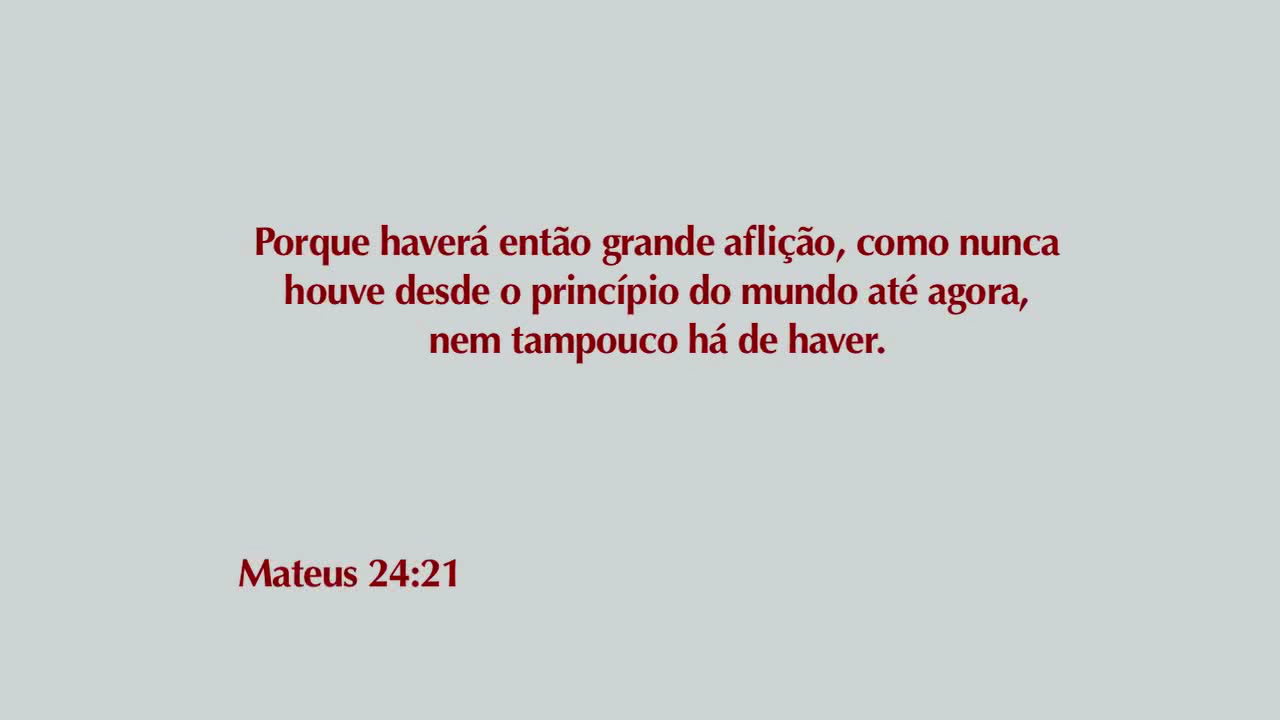 Porque haverá então grande aflição, como nunca
houve desde o princípio do mundo até agora,
nem tampouco há de haver.
Mateus 24:21